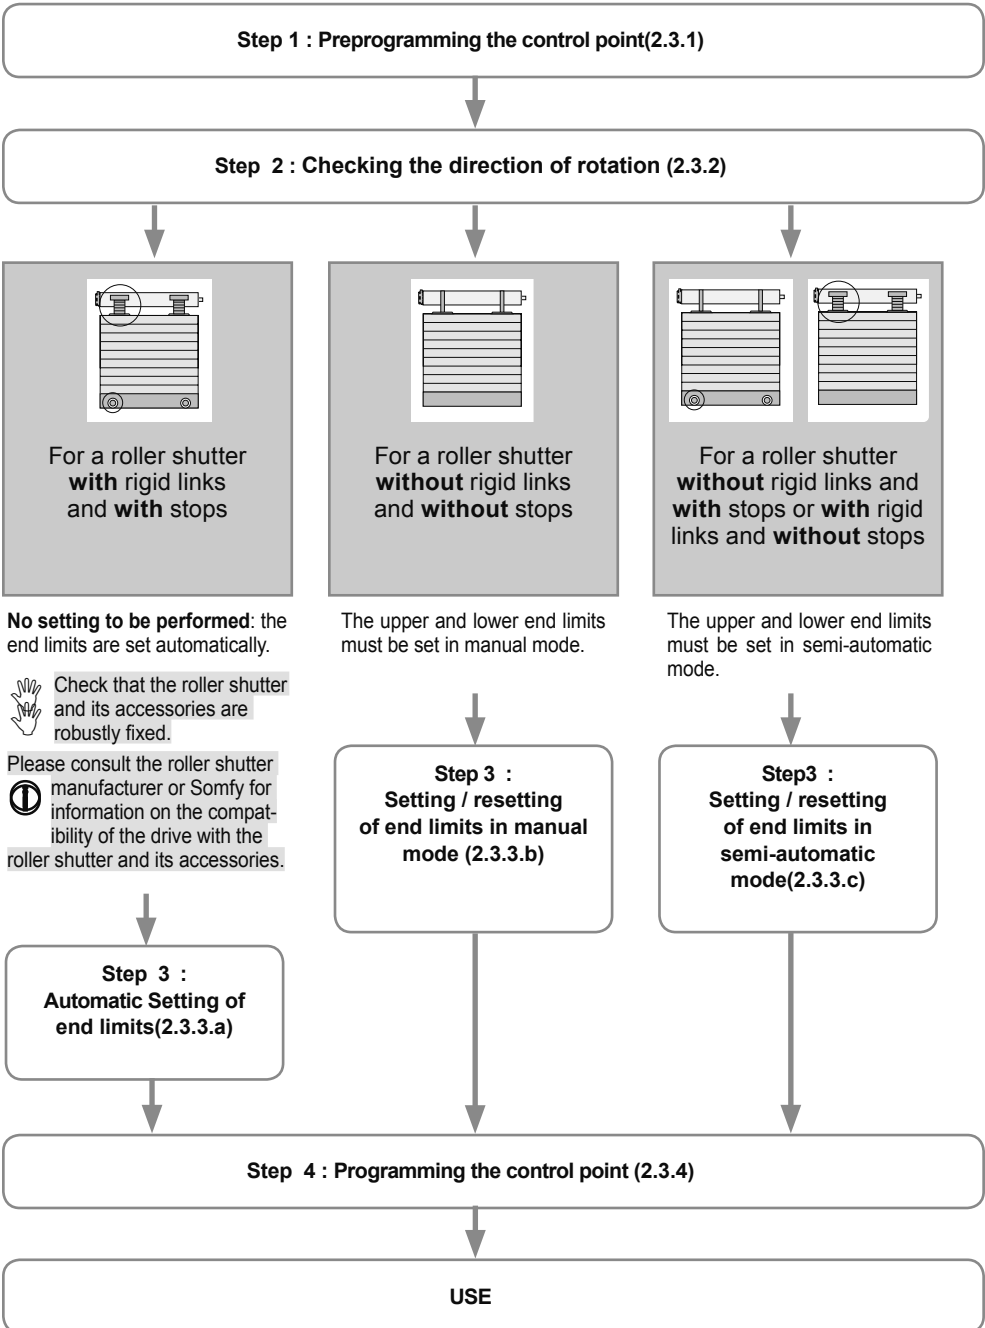 Step 1 : Preprogramming the control point(2.3.1)
Step 2 : Checking the direction of rotation (2.3.2)
For a roller shutter
with rigid links
and with stops
For a roller shutter
without rigid links
and without stops
For a roller shutter
without rigid links and
with stops or with rigid
links and without stops
No setting to be performed: the
end limits are set automatically.
Check that the roller shutter
and its accessories are
robustly fixed.
Please consult the roller shutter
manufacturer or Somfy for
information on the compat-
ibility of the drive with the
roller shutter and its accessories.
The upper and lower end limits
must be set in manual mode.
The upper and lower end limits
must be set in semi-automatic
mode.
Step 3 :
Setting / resetting
of end limits in manual
mode (2.3.3.b)
Step3 :
Setting / resetting
of end limits in
semi-automatic
mode(2.3.3.c)
Step 3 :
Automatic Setting of
end limits(2.3.3.a)
Step 4 : Programming the control point (2.3.4)
USE